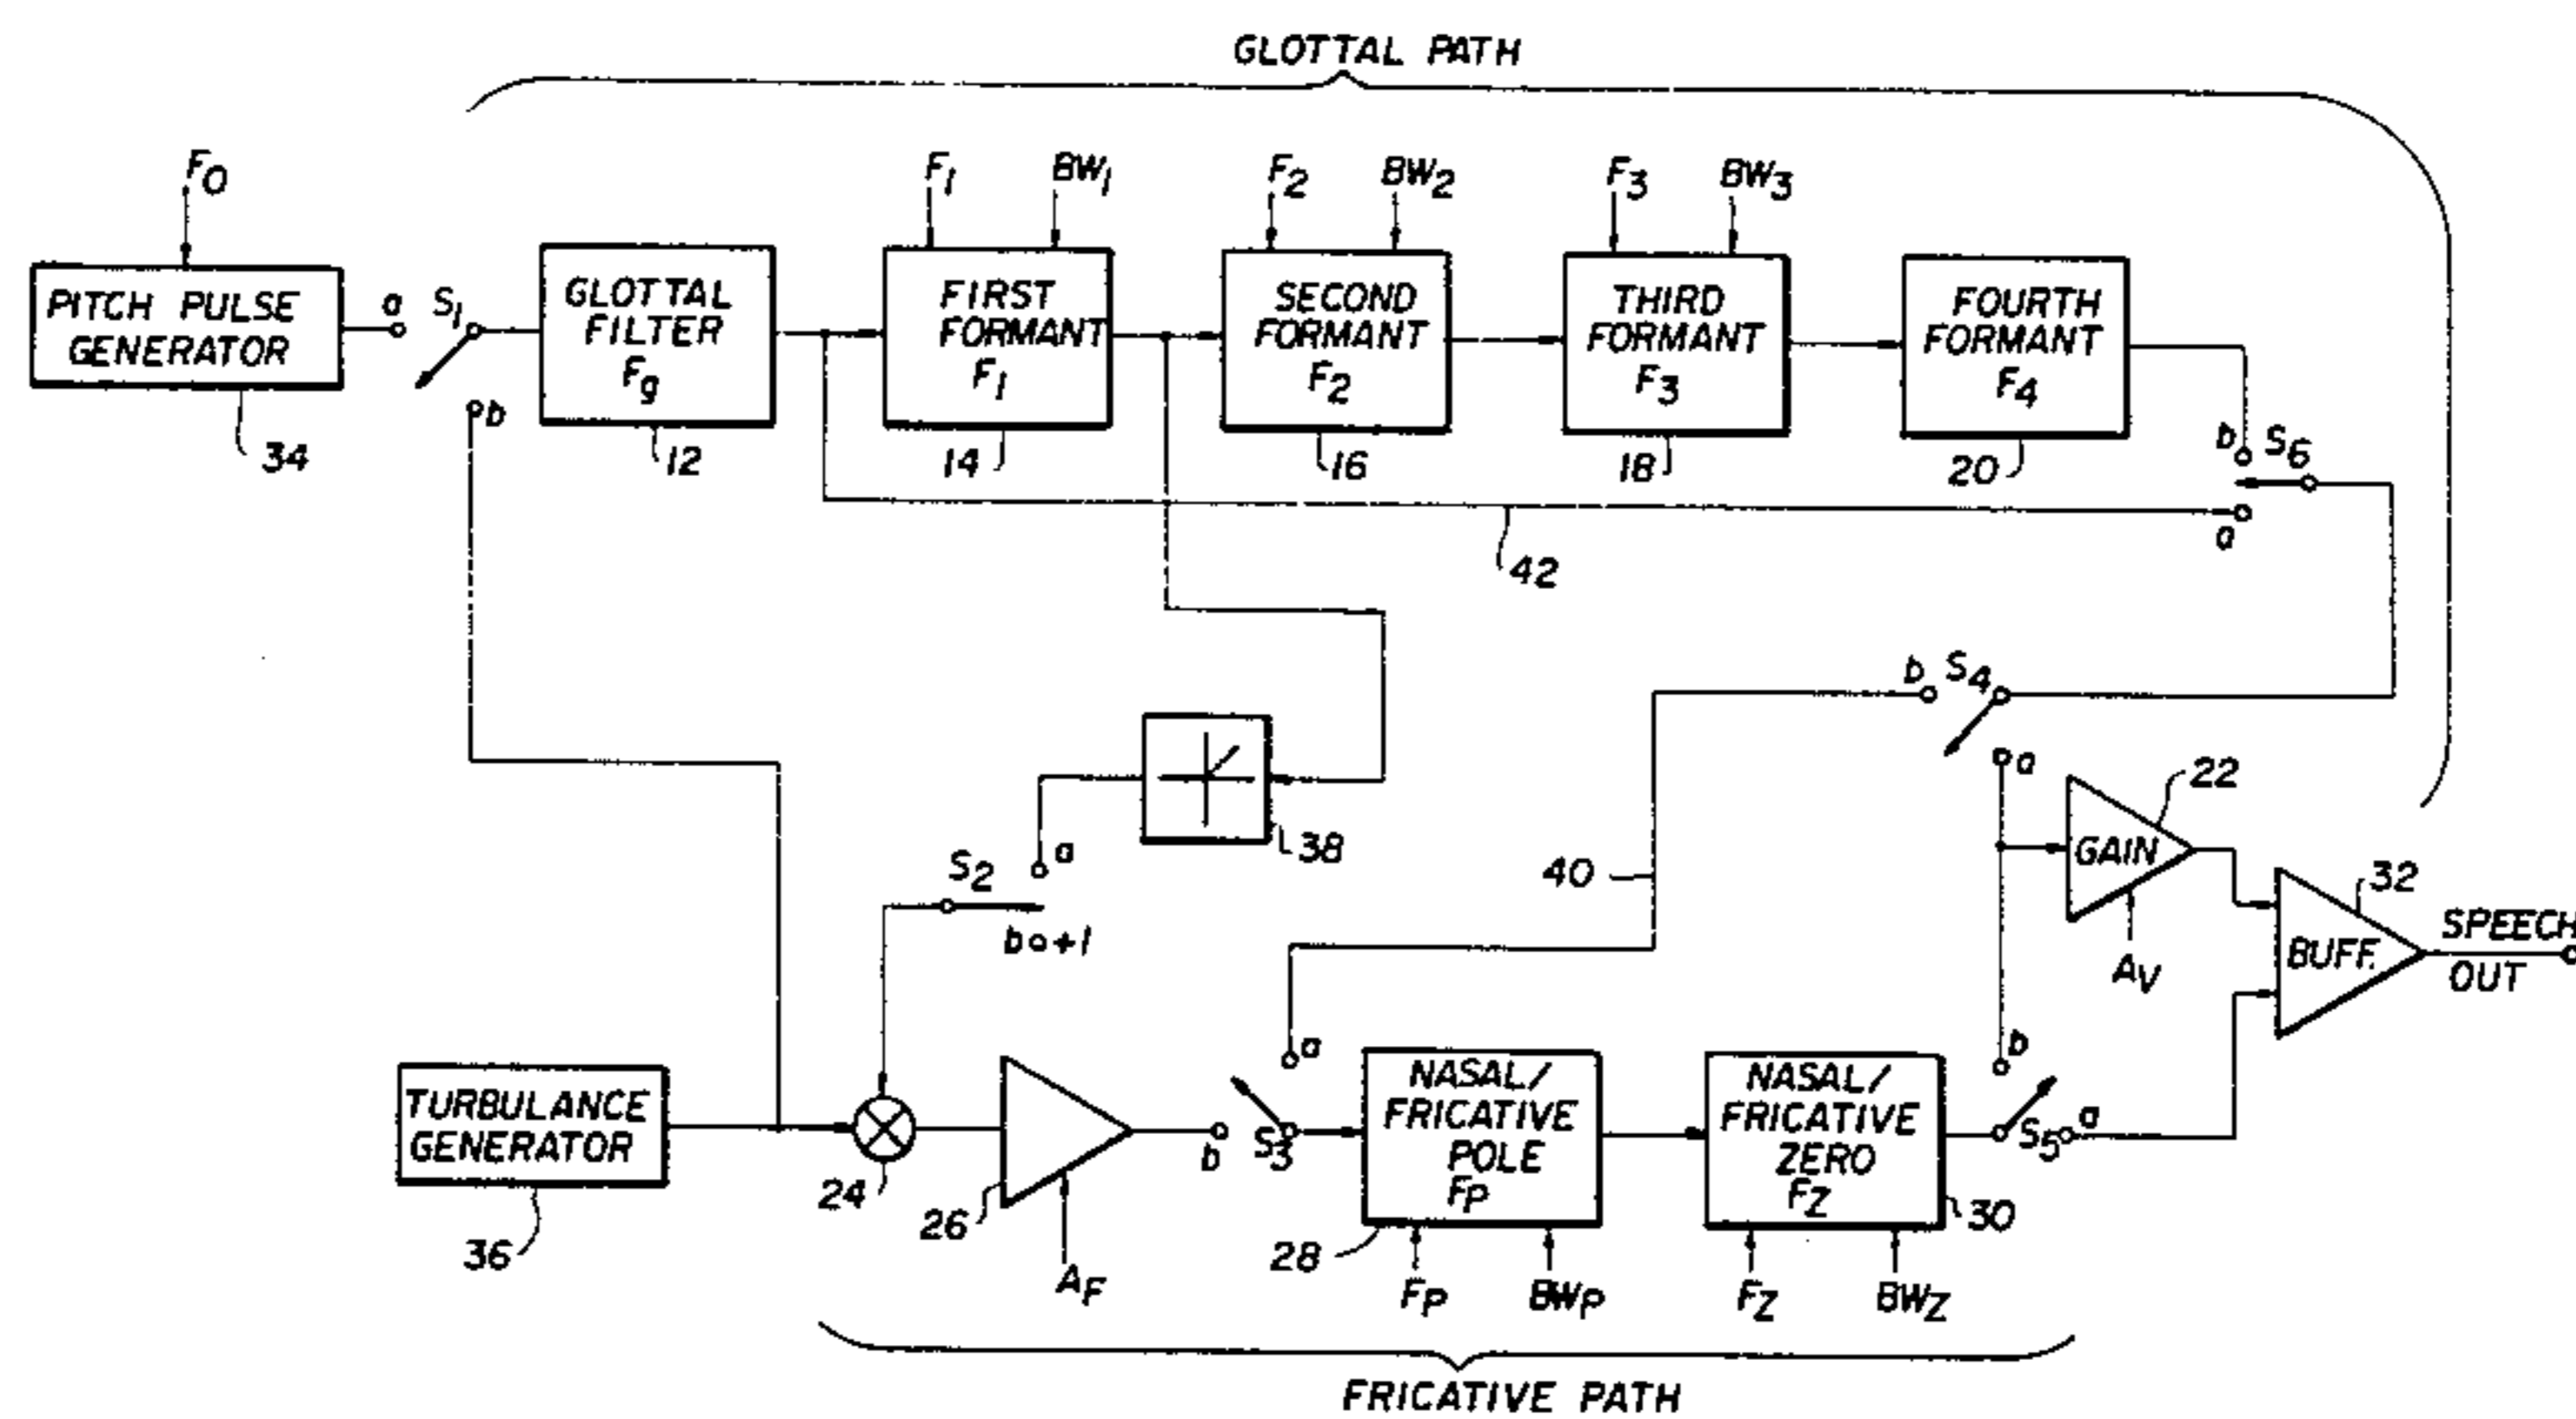 GLOTTAL PATH
F0
F1
BW1
F2
BW2
F3
BW3
PITCH PULSE
GENERATOR
34
a
S1
b
GLOTTAL
FILTER
Fg
12
FIRST
FORMANT
F1
14
SECOND
FORMANT
F2
16
THIRD
FORMANT
F3
18
FOURTH
FORMANT
F4
20
b
S6
a
42
b
S4
a
38
S2
a
b +1
40
22
GAIN
AV
32
BUFF.
SPEECH
OUT
TURBULANCE
GENERATOR
36
24
26
AF
b
S3
a
NASAL/
FRICATIVE
POLE
FP
28
FP
BWP
NASAL/
FRICATIVE
ZERO
FZ
30
FZ
BWZ
b
S5
a
FRICATIVE PATH